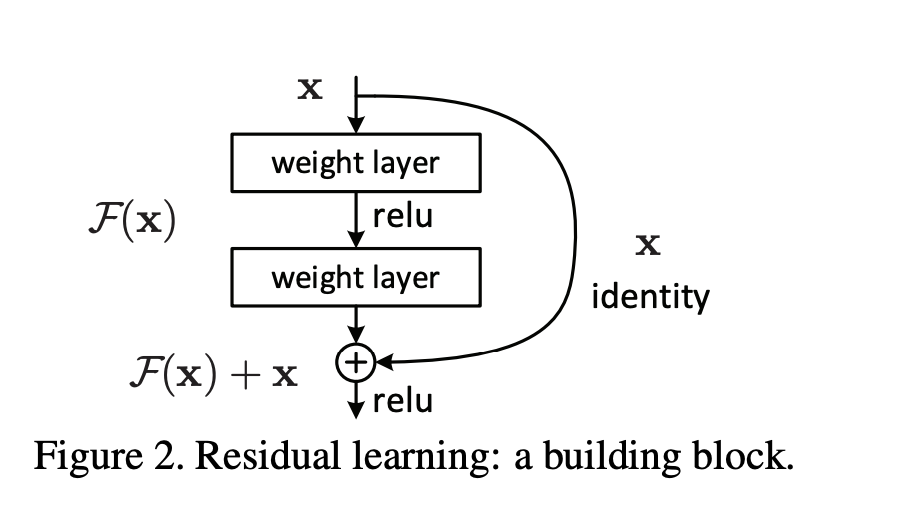 x
weight layer
F(x)
relu
x
weight layer
identity
F(x) + x
relu
Figure 2. Residual learning: a building block.